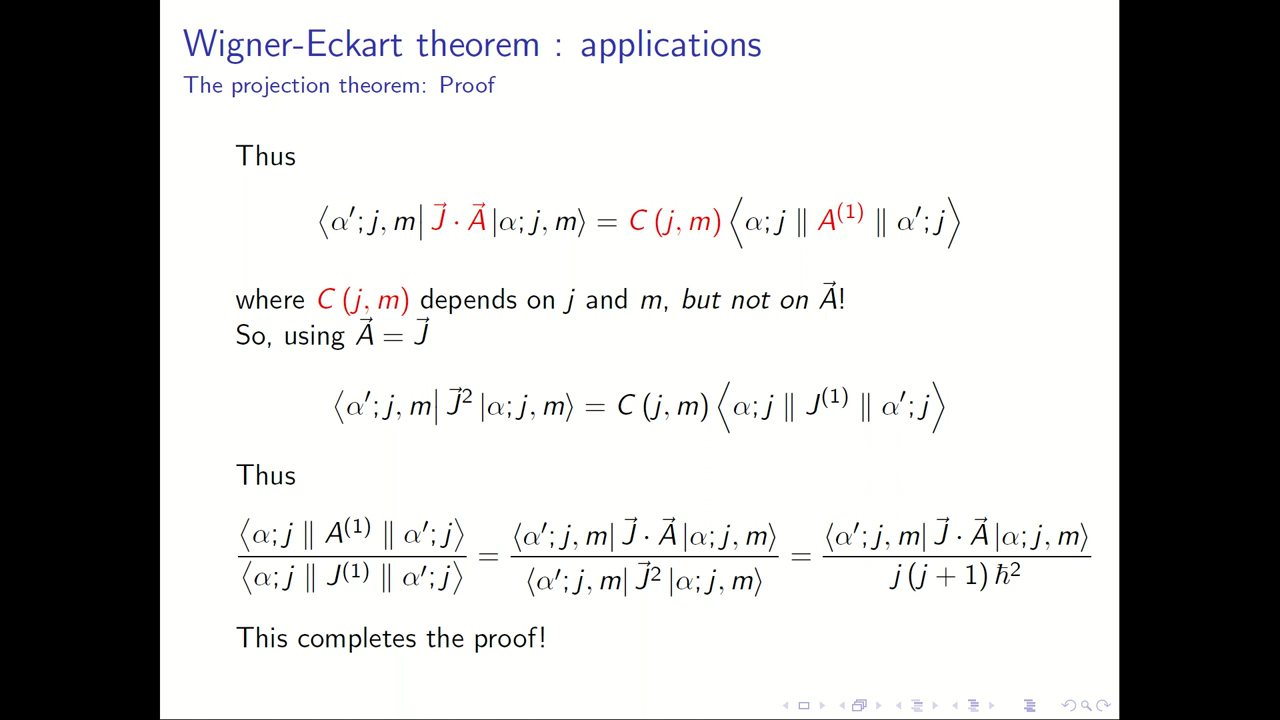 Wigner-Eckart theorem : applications
The projection theorem: Proof
Thus
⟨α′; j, m| J⃗ · A⃗ |α; j, m⟩ = C (j, m) ⟨α; j ∥ A⁽¹⁾ ∥ α′; j⟩
where C (j, m) depends on j and m, but not on A⃗!
So, using A⃗ = J⃗
⟨α′; j, m| J⃗² |α; j, m⟩ = C (j, m) ⟨α; j ∥ J⁽¹⁾ ∥ α′; j⟩
Thus
⟨α; j ∥ A⁽¹⁾ ∥ α′; j⟩ / ⟨α; j ∥ J⁽¹⁾ ∥ α′; j⟩ = ⟨α′; j, m| J⃗ · A⃗ |α; j, m⟩ / ⟨α′; j, m| J⃗² |α; j, m⟩ = ⟨α′; j, m| J⃗ · A⃗ |α; j, m⟩ / j (j + 1) ℏ²
This completes the proof!